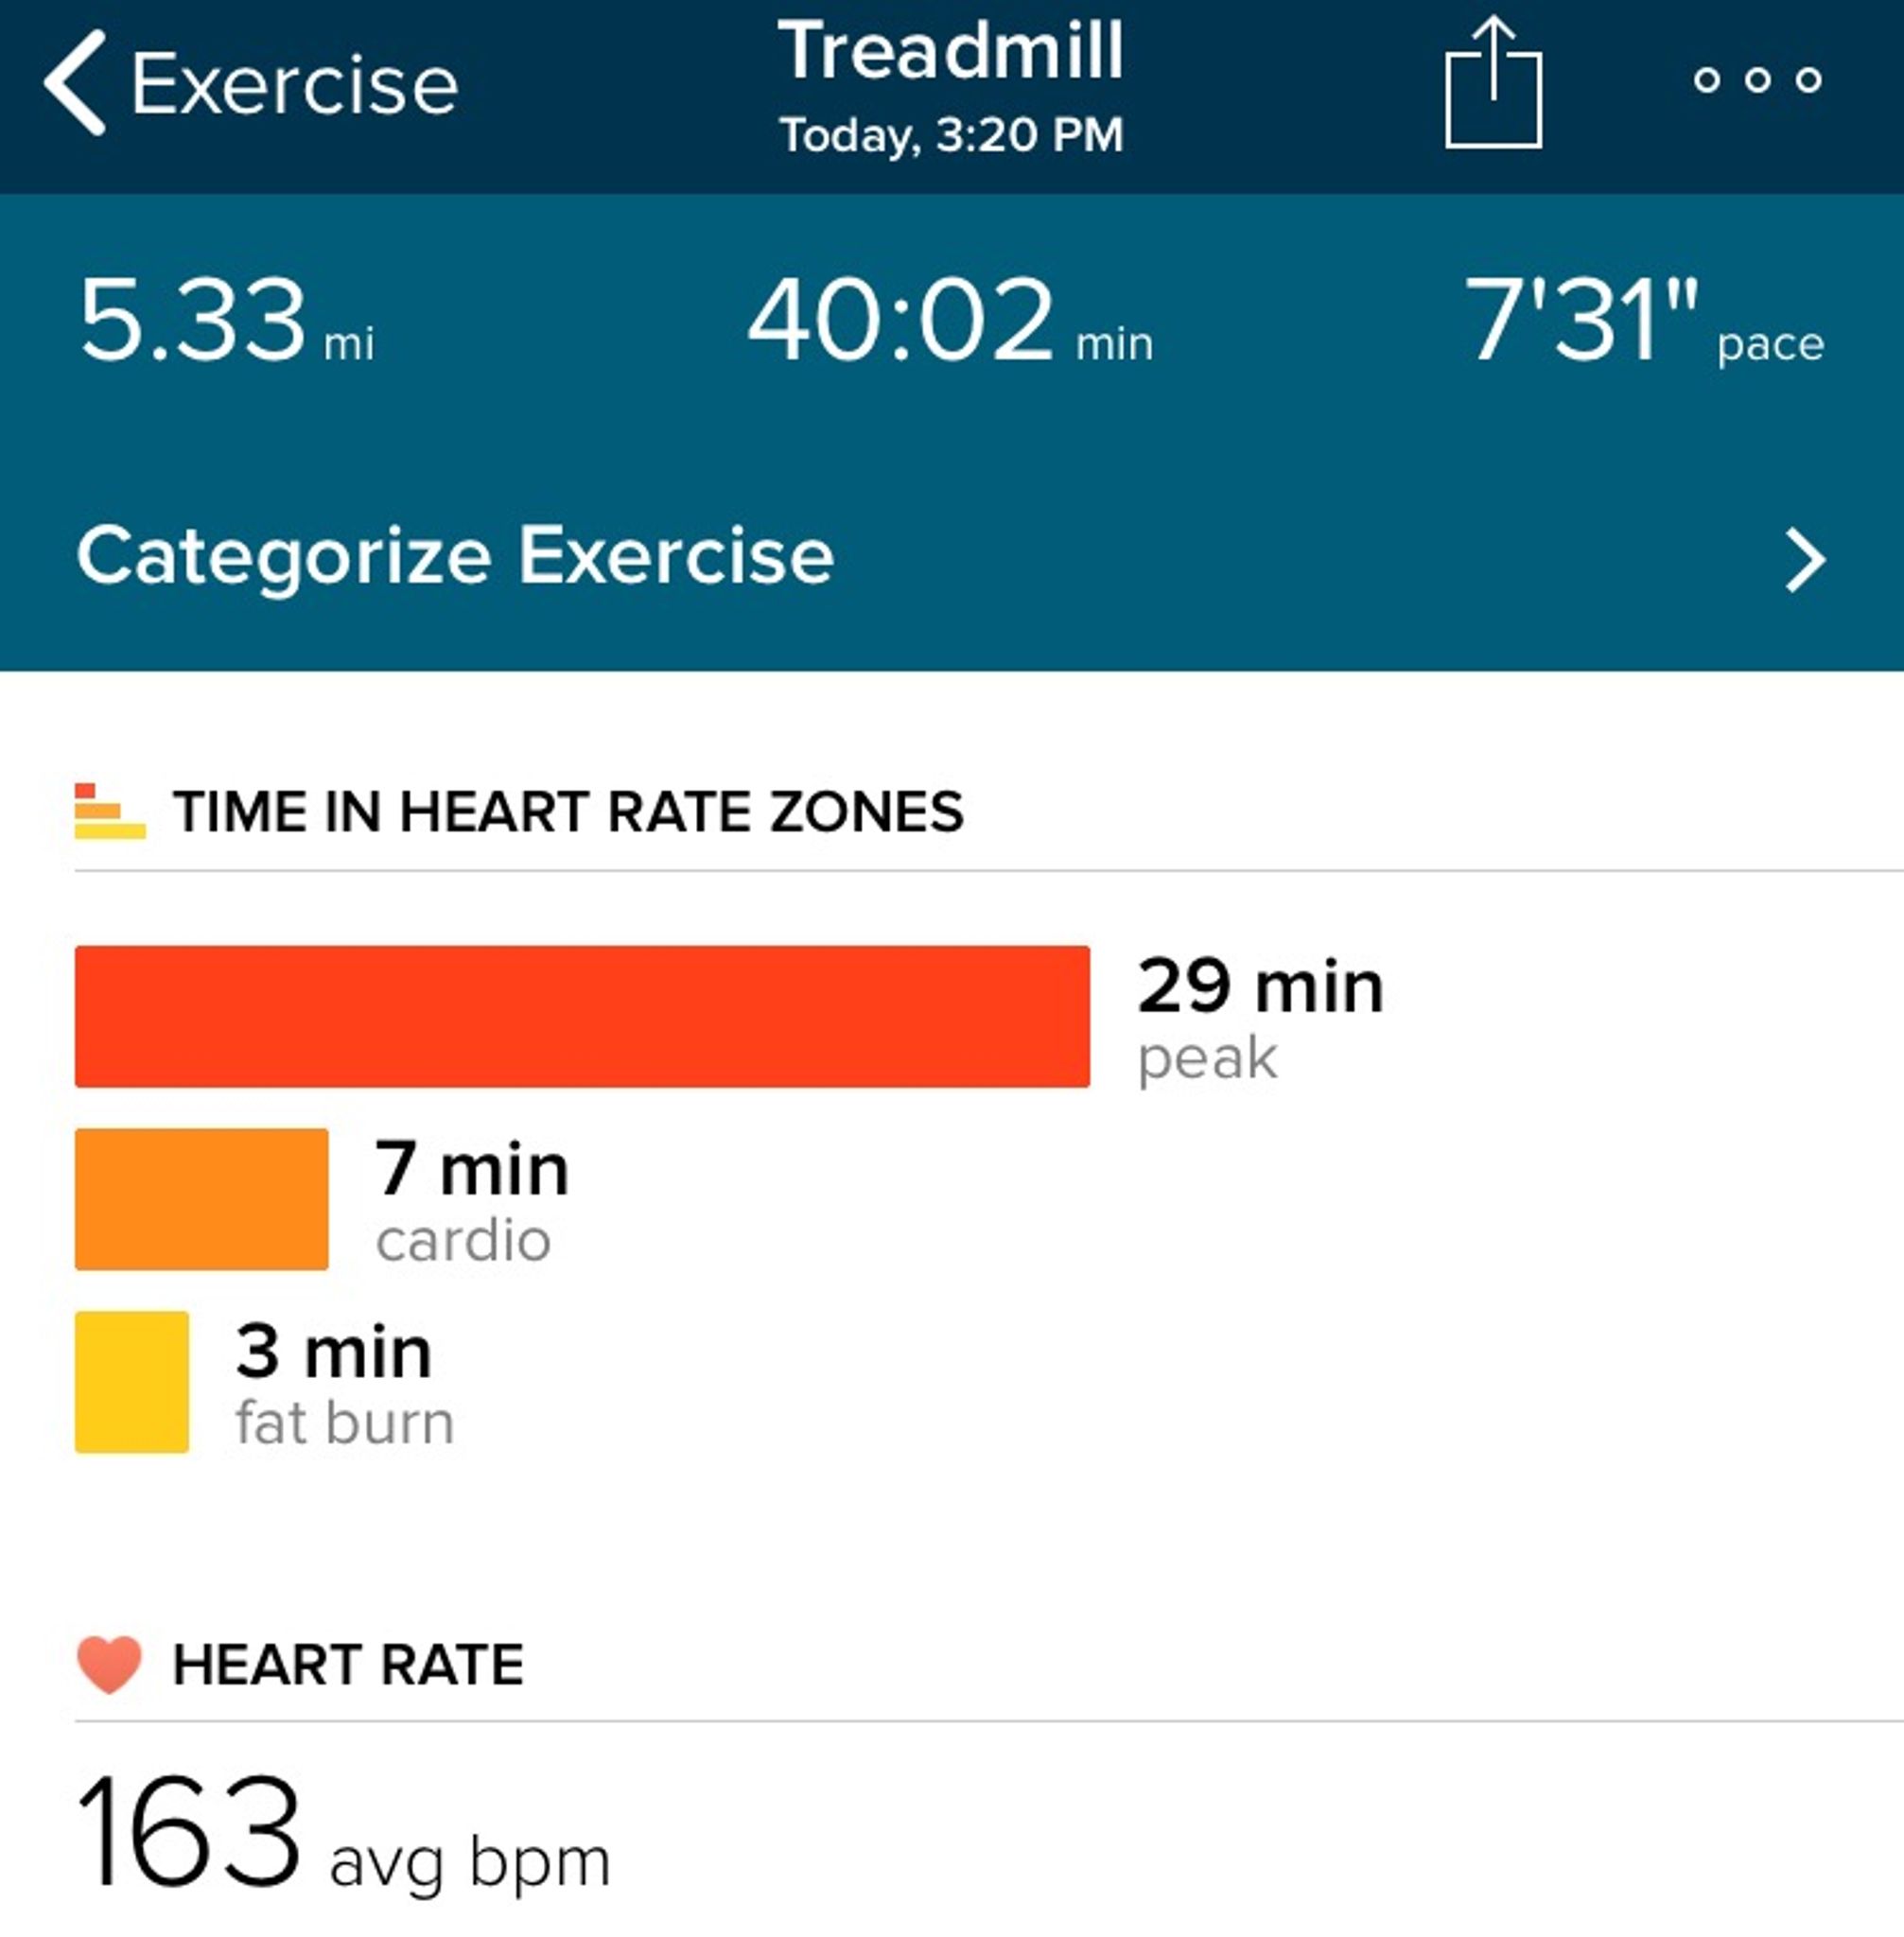 Exercise
Treadmill
Today, 3:20 PM
5.33 mi
40:02 min
7'31" pace
Categorize Exercise
TIME IN HEART RATE ZONES
29 min
peak
7 min
cardio
3 min
fat burn
HEART RATE
163 avg bpm